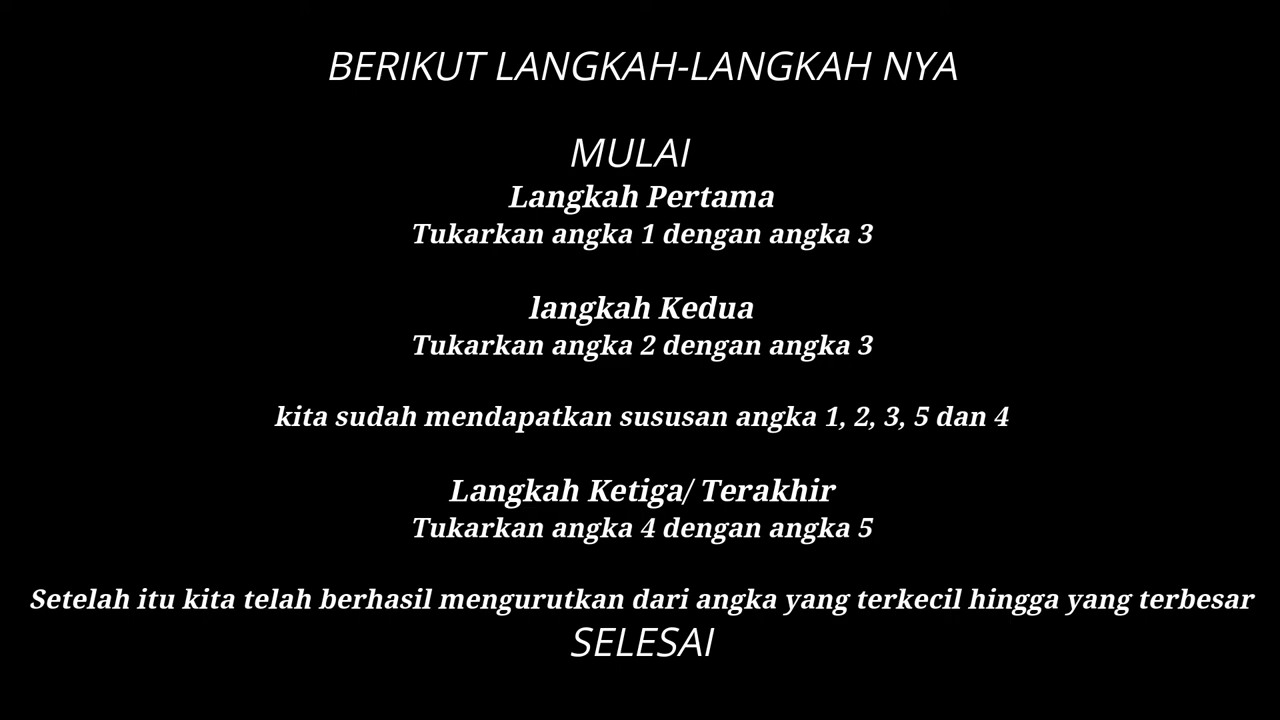 BERIKUT LANGKAH-LANGKAH NYA
MULAI
Langkah Pertama
Tukarkan angka 1 dengan angka 3
langkah Kedua
Tukarkan angka 2 dengan angka 3
kita sudah mendapatkan sususan angka 1, 2, 3, 5 dan 4
Langkah Ketiga/ Terakhir
Tukarkan angka 4 dengan angka 5
Setelah itu kita telah berhasil mengurutkan dari angka yang terkecil hingga yang terbesar
SELESAI